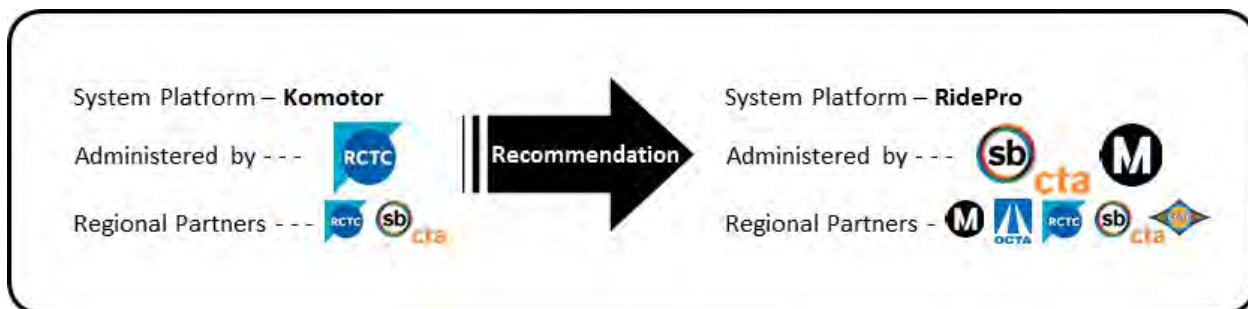 System Platform – Komotor
Administered by - - - RCTC
Regional Partners - - - RCTC sb cta
Recommendation
System Platform – RidePro
Administered by - - - sb cta M
Regional Partners - M OCTA RCTC sb cta